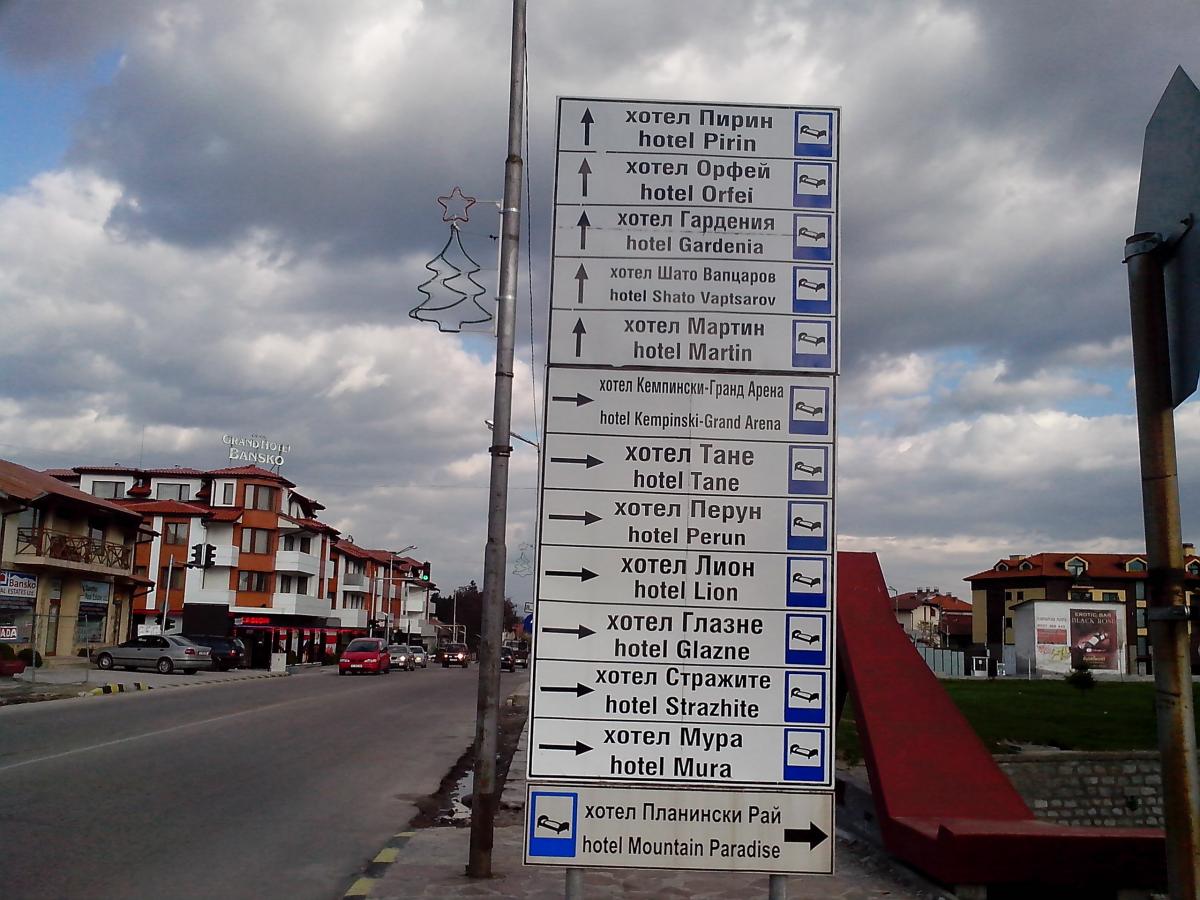 хотел Пирин
hotel Pirin
хотел Орфей
hotel Orfei
хотел Гардения
hotel Gardenia
хотел Шато Вапцаров
hotel Shato Vaptsarov
хотел Мартин
hotel Martin
хотел Кемпински-Гранд Арена
hotel Kempinski-Grand Arena
хотел Тане
hotel Tane
хотел Перун
hotel Perun
хотел Лион
hotel Lion
хотел Глазне
hotel Glazne
хотел Стражите
hotel Strazhite
хотел Мура
hotel Mura
хотел Планински Рай
hotel Mountain Paradise
GRAND HOTEL
BANSKO
Bansko
EROTIC BAR
BLACK ROSE